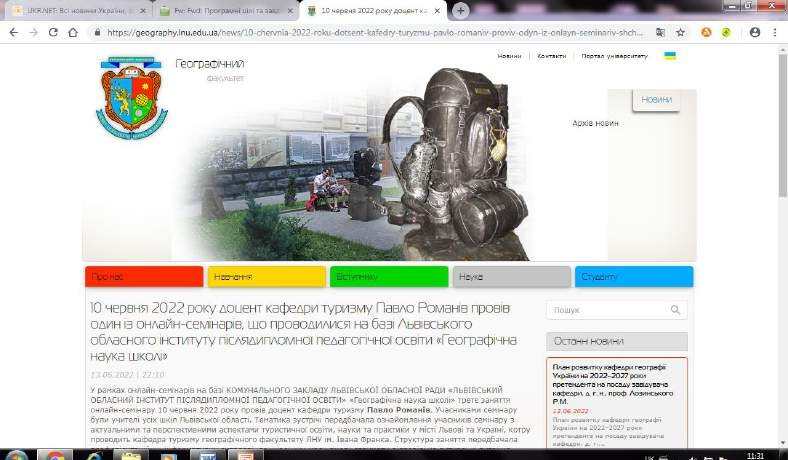 UKR.NET: Всі новини України, о
Fw: Fwd: Програмні цілі та завд
10 червня 2022 року доцент ка
https://geography.lnu.edu.ua/news/10-chervnia-2022-roku-dotsent-kafedry-turyzmu-pavlo-romaniv-proviv-odyn-iz-onlayn-seminariv-shch...
Новини
Контакти
Портал університету
Географічний
факультет
Новини
Архів новин
Про нас
Навчання
Вступнику
Наука
Студенту
10 червня 2022 року доцент кафедри туризму Павло Романів провів
один із онлайн-семінарів, що проводилися на базі Львівського
обласного інституту післядипломної педагогічної освіти «Географічна
наука школі»
13.06.2022 | 22:10
У рамках онлайн-семінарів на базі КОМУНАЛЬНОГО ЗАКЛАДУ ЛЬВІВСЬКОЇ ОБЛАСНОЇ РАДИ «ЛЬВІВСЬКИЙ
ОБЛАСНИЙ ІНСТИТУТ ПІСЛЯДИПЛОМНОЇ ПЕДАГОГІЧНОЇ ОСВІТИ» «Географічна наука школі» третє заняття
онлайн-семінару 10 червня 2022 року провів доцент кафедри туризму Павло Романів. Учасниками семінару
були учителі усіх шкіл Львівської області. Тематика зустрічі передбачала ознайомлення учасників семінару з
актуальними та перспективними аспектами туристичної освіти, науки та практики у місті Львові та Україні, котру
проводить кафедра туризму географічного факультету ЛНУ ім. Івана Франка. Структура заняття передбачала
Пошук
Останні новини
План розвитку кафедри географії
України на 2022–2027 роки
претендента на посаду завідувача
кафедри, д. г. н., проф. Лозинського
Р.М.
13.06.2022
План розвитку кафедри географії
України на 2022–2027 роки
претендента на посаду завідувача
кафедри, д.
11:31